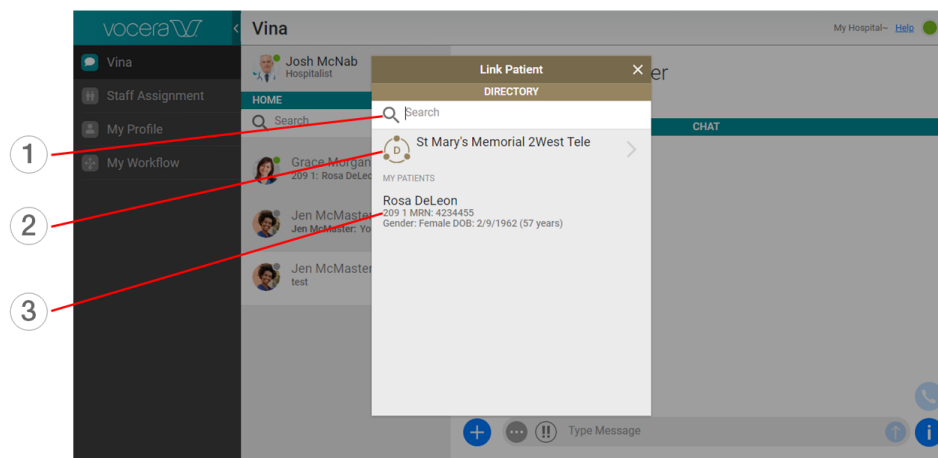 vocera
Vina
My Hospital– Help
Vina
Josh McNab
Hospitalist
Link Patient
er
DIRECTORY
Staff Assignment
HOME
Search
Search
CHAT
My Profile
1
St Mary's Memorial 2West Tele
D
My Workflow
Grace Morgan
209 1: Rosa DeLeo
MY PATIENTS
Rosa DeLeon
209 1 MRN: 4234455
Gender: Female DOB: 2/9/1962 (57 years)
2
Jen McMaster
Jen McMaster: Yo
Jen McMaster
test
3
Type Message